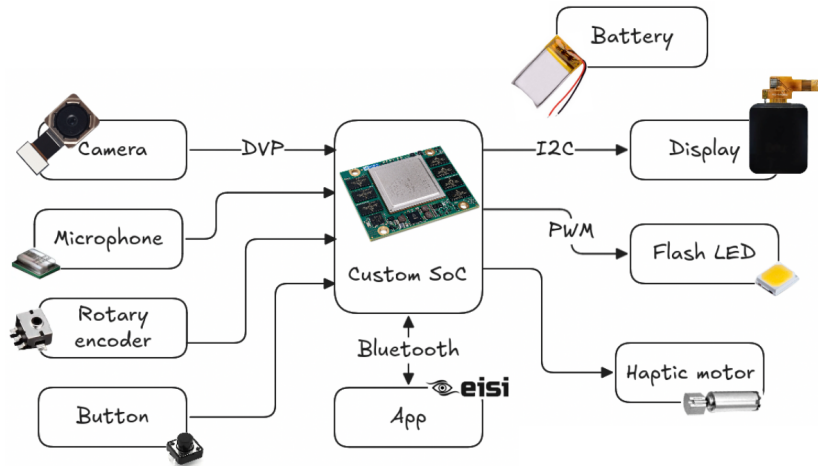 Battery
Camera
DVP
I2C
Display
Microphone
PWM
Flash LED
Custom SoC
Rotary
encoder
Bluetooth
Haptic motor
eisi
Button
App